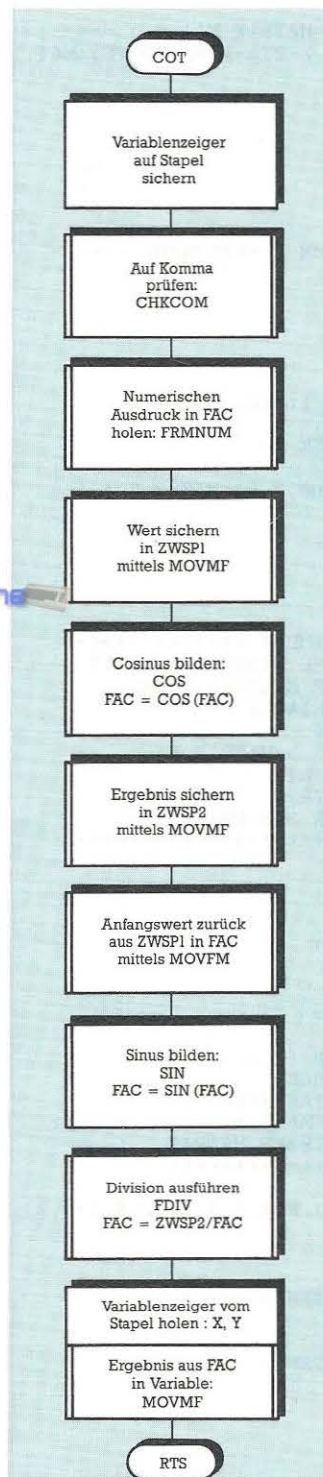 COT
Variablenzeiger
auf Stapel
sichern
Auf Komma
prüfen:
CHKCOM
Numerischen
Ausdruck in FAC
holen: FRMNUM
Wert sichern
in ZWSP1
mittels MOVMF
Cosinus bilden:
COS
FAC = COS (FAC)
Ergebnis sichern
in ZWSP2
mittels MOVMF
Anfangswert zurück
aus ZWSP1 in FAC
mittels MOVFM
Sinus bilden:
SIN
FAC = SIN (FAC)
Division ausführen
FDIV
FAC = ZWSP2/FAC
Variablenzeiger vom
Stapel holen : X, Y
Ergebnis aus FAC
in Variable:
MOVMF
RTS